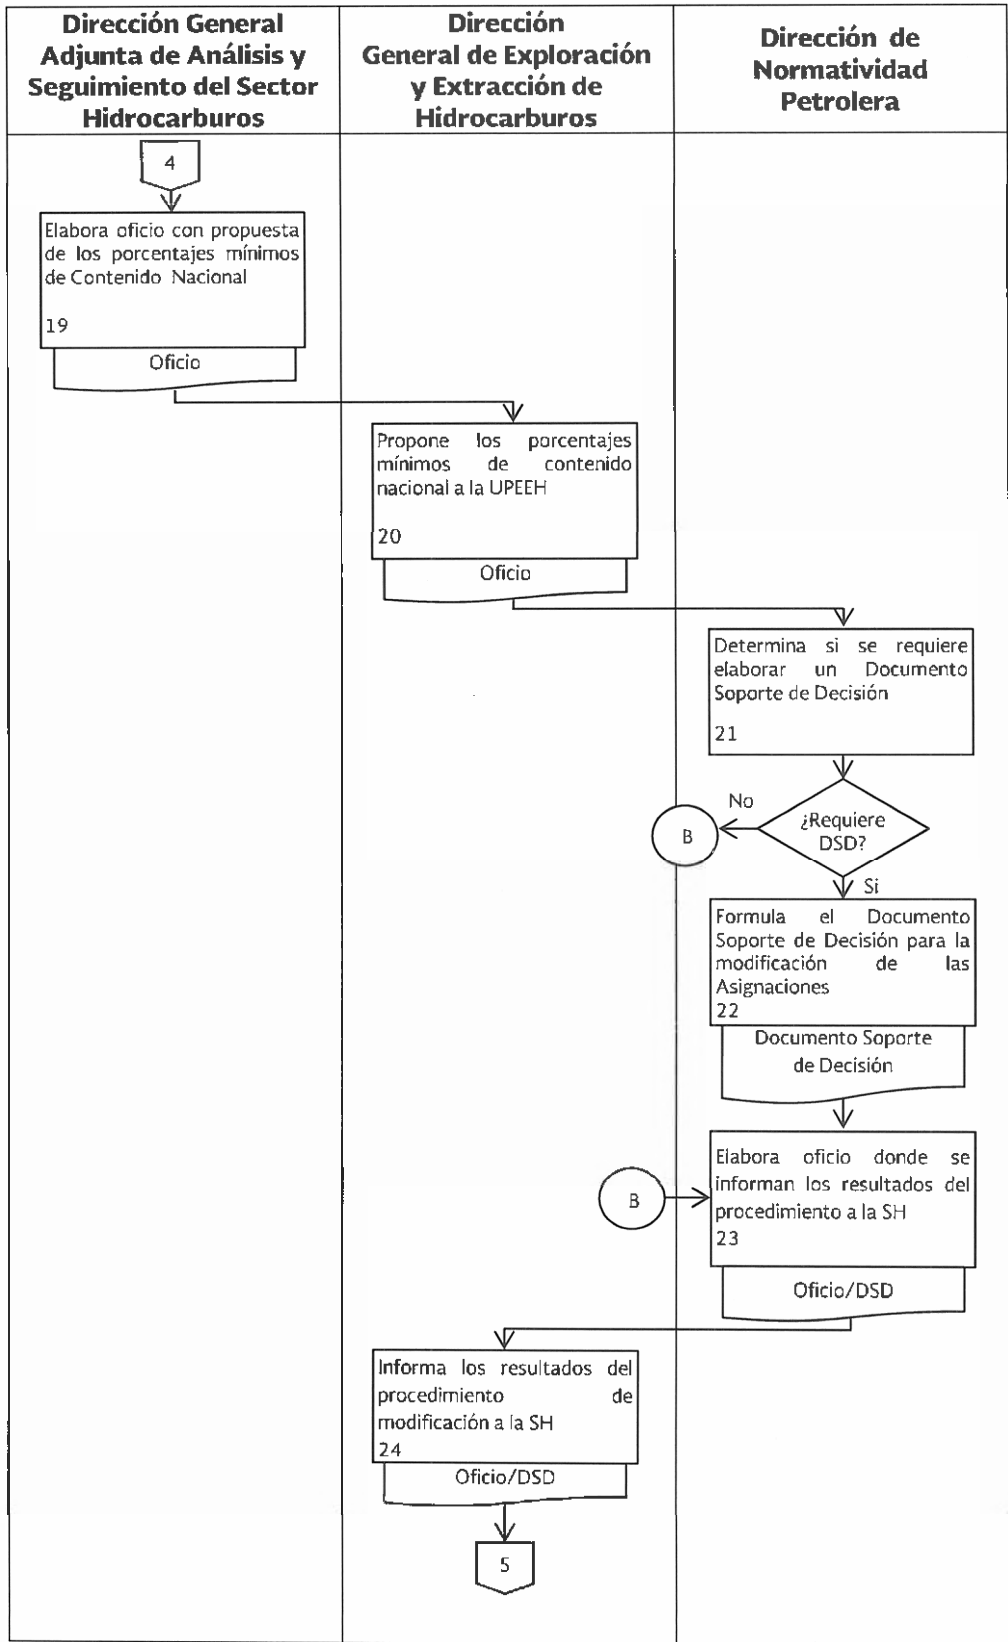 Dirección General
Adjunta de Análisis y
Seguimiento del Sector
Hidrocarburos
Dirección
General de Exploración
y Extracción de
Hidrocarburos
Dirección de
Normatividad
Petrolera
4
Elabora oficio con propuesta
de los porcentajes mínimos
de Contenido Nacional
19
Oficio
Propone los porcentajes
mínimos de contenido
nacional a la UPEEH
20
Oficio
Determina si se requiere
elaborar un Documento
Soporte de Decisión
21
¿Requiere
DSD?
No
B
Si
Formula el Documento
Soporte de Decisión para la
modificación de las
Asignaciones
22
Documento Soporte
de Decisión
B
Elabora oficio donde se
informan los resultados del
procedimiento a la SH
23
Oficio/DSD
Informa los resultados del
procedimiento de
modificación a la SH
24
Oficio/DSD
5